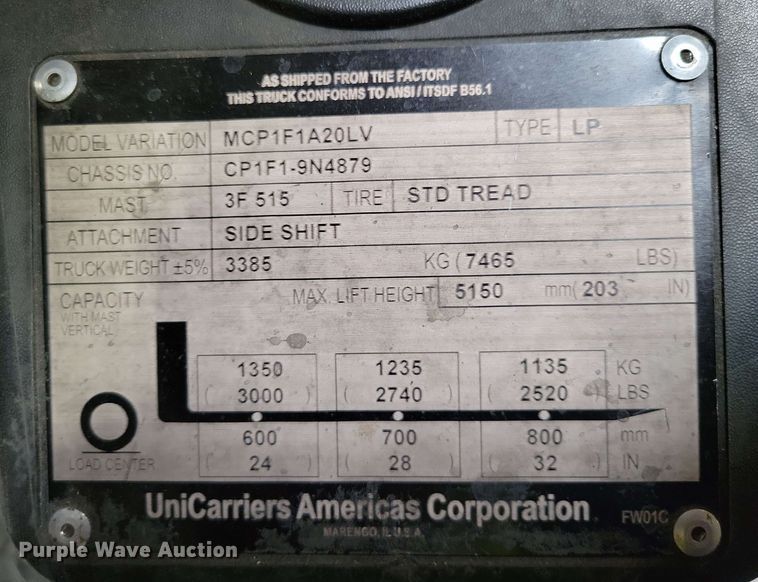 AS SHIPPED FROM THE FACTORY
THIS TRUCK CONFORMS TO ANSI / ITSDF B56.1
MODEL VARIATION MCP1F1A20LV TYPE LP
CHASSIS NO. CP1F1-9N4879
MAST 3F 515 TIRE STD TREAD
ATTACHMENT SIDE SHIFT
TRUCK WEIGHT ±5% 3385 KG ( 7465 LBS)
CAPACITY MAX. LIFT HEIGHT 5150 mm( 203 IN)
WITH MAST
VERTICAL
1350 1235 1135 KG
( 3000 ) ( 2740 ) ( 2520 ) LBS
600 700 800 mm
LOAD CENTER ( 24 ) ( 28 ) ( 32 ) IN
UniCarriers Americas Corporation FW01C
MARENGO, IL U.S.A.
Purple Wave Auction